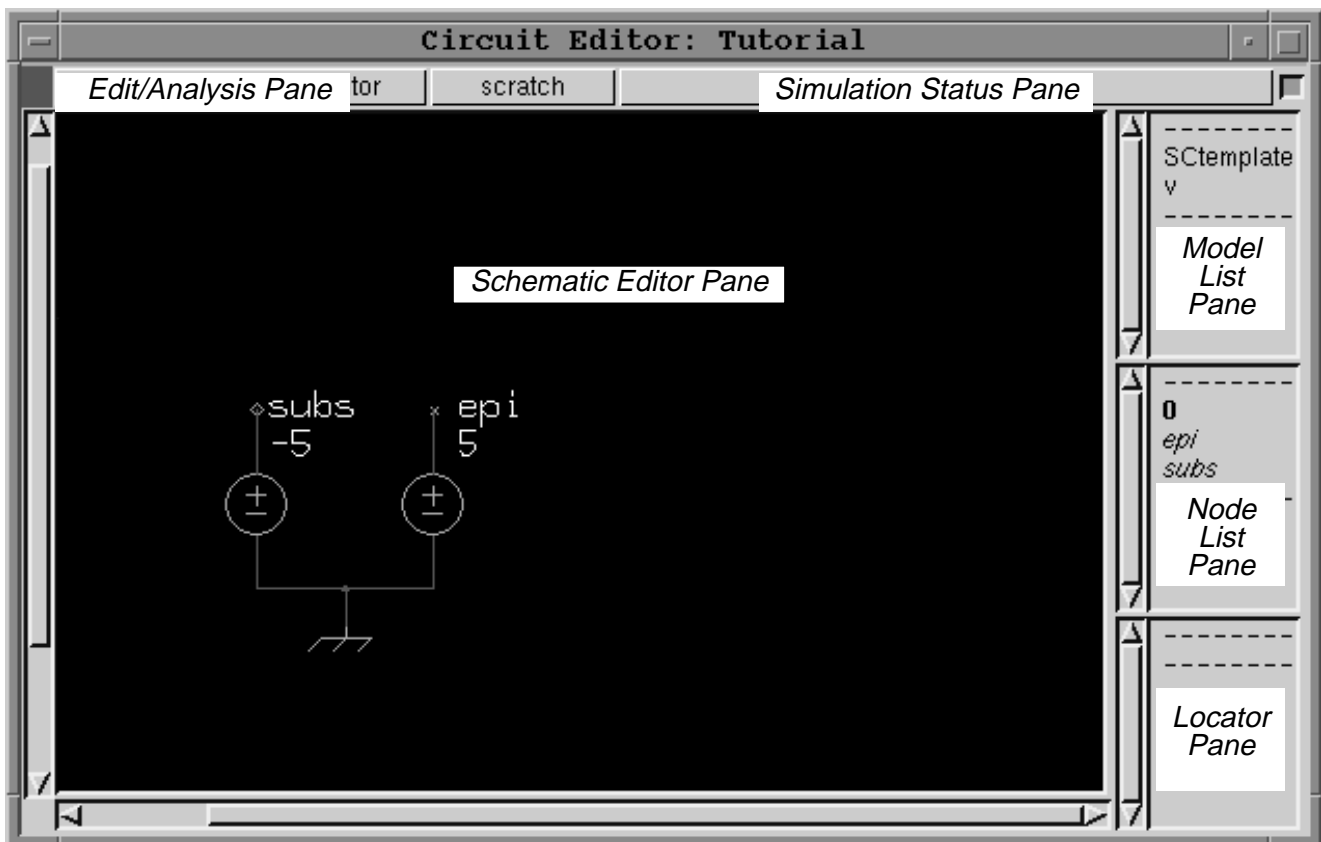 Circuit Editor: Tutorial
Edit/Analysis Pane
scratch
Simulation Status Pane
SCtemplate
v
Model
List
Pane
Schematic Editor Pane
subs
-5
epi
5
0
epi
subs
Node
List
Pane
Locator
Pane